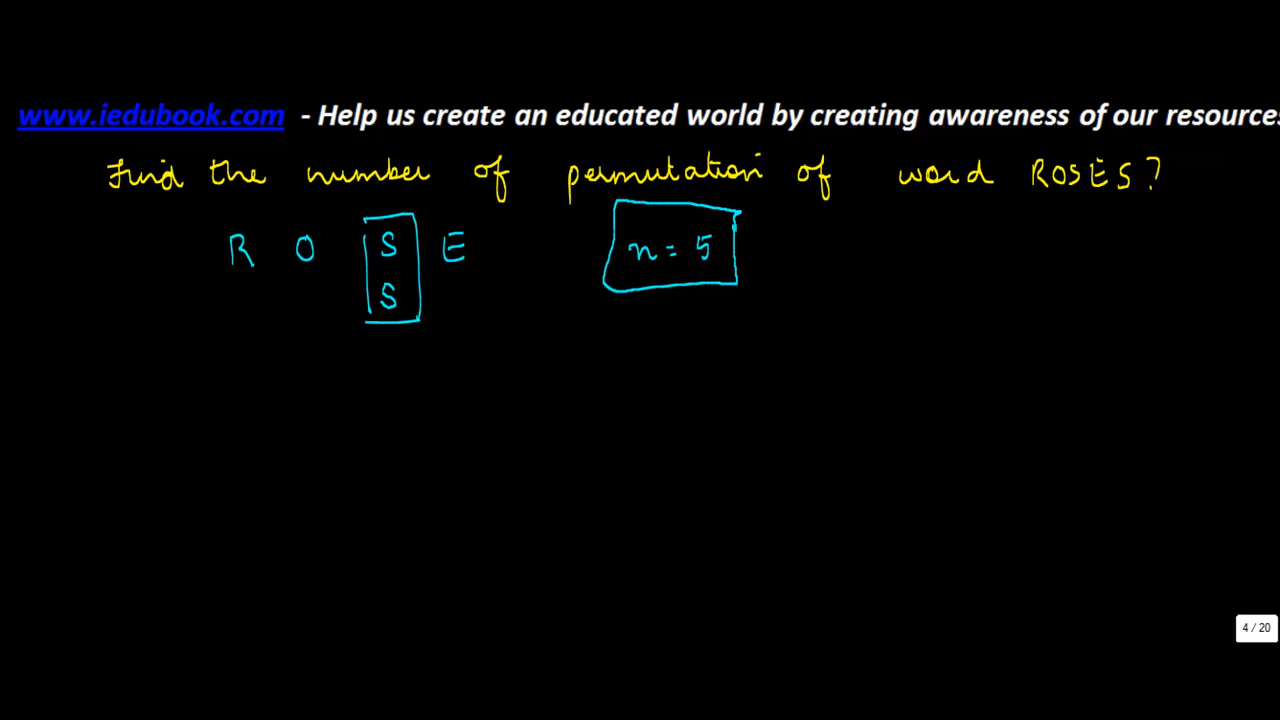 www.iedubook.com - Help us create an educated world by creating awareness of our resources
Find the number of permutation of word ROSES?
R O S E n = 5
S
4 / 20